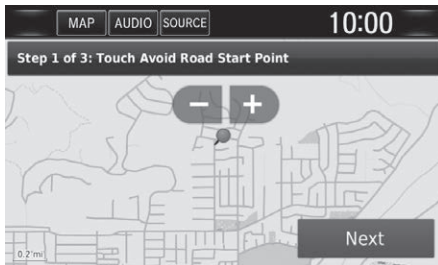 MAP AUDIO SOURCE 10:00
Step 1 of 3: Touch Avoid Road Start Point
− +
Next
0.2 mi